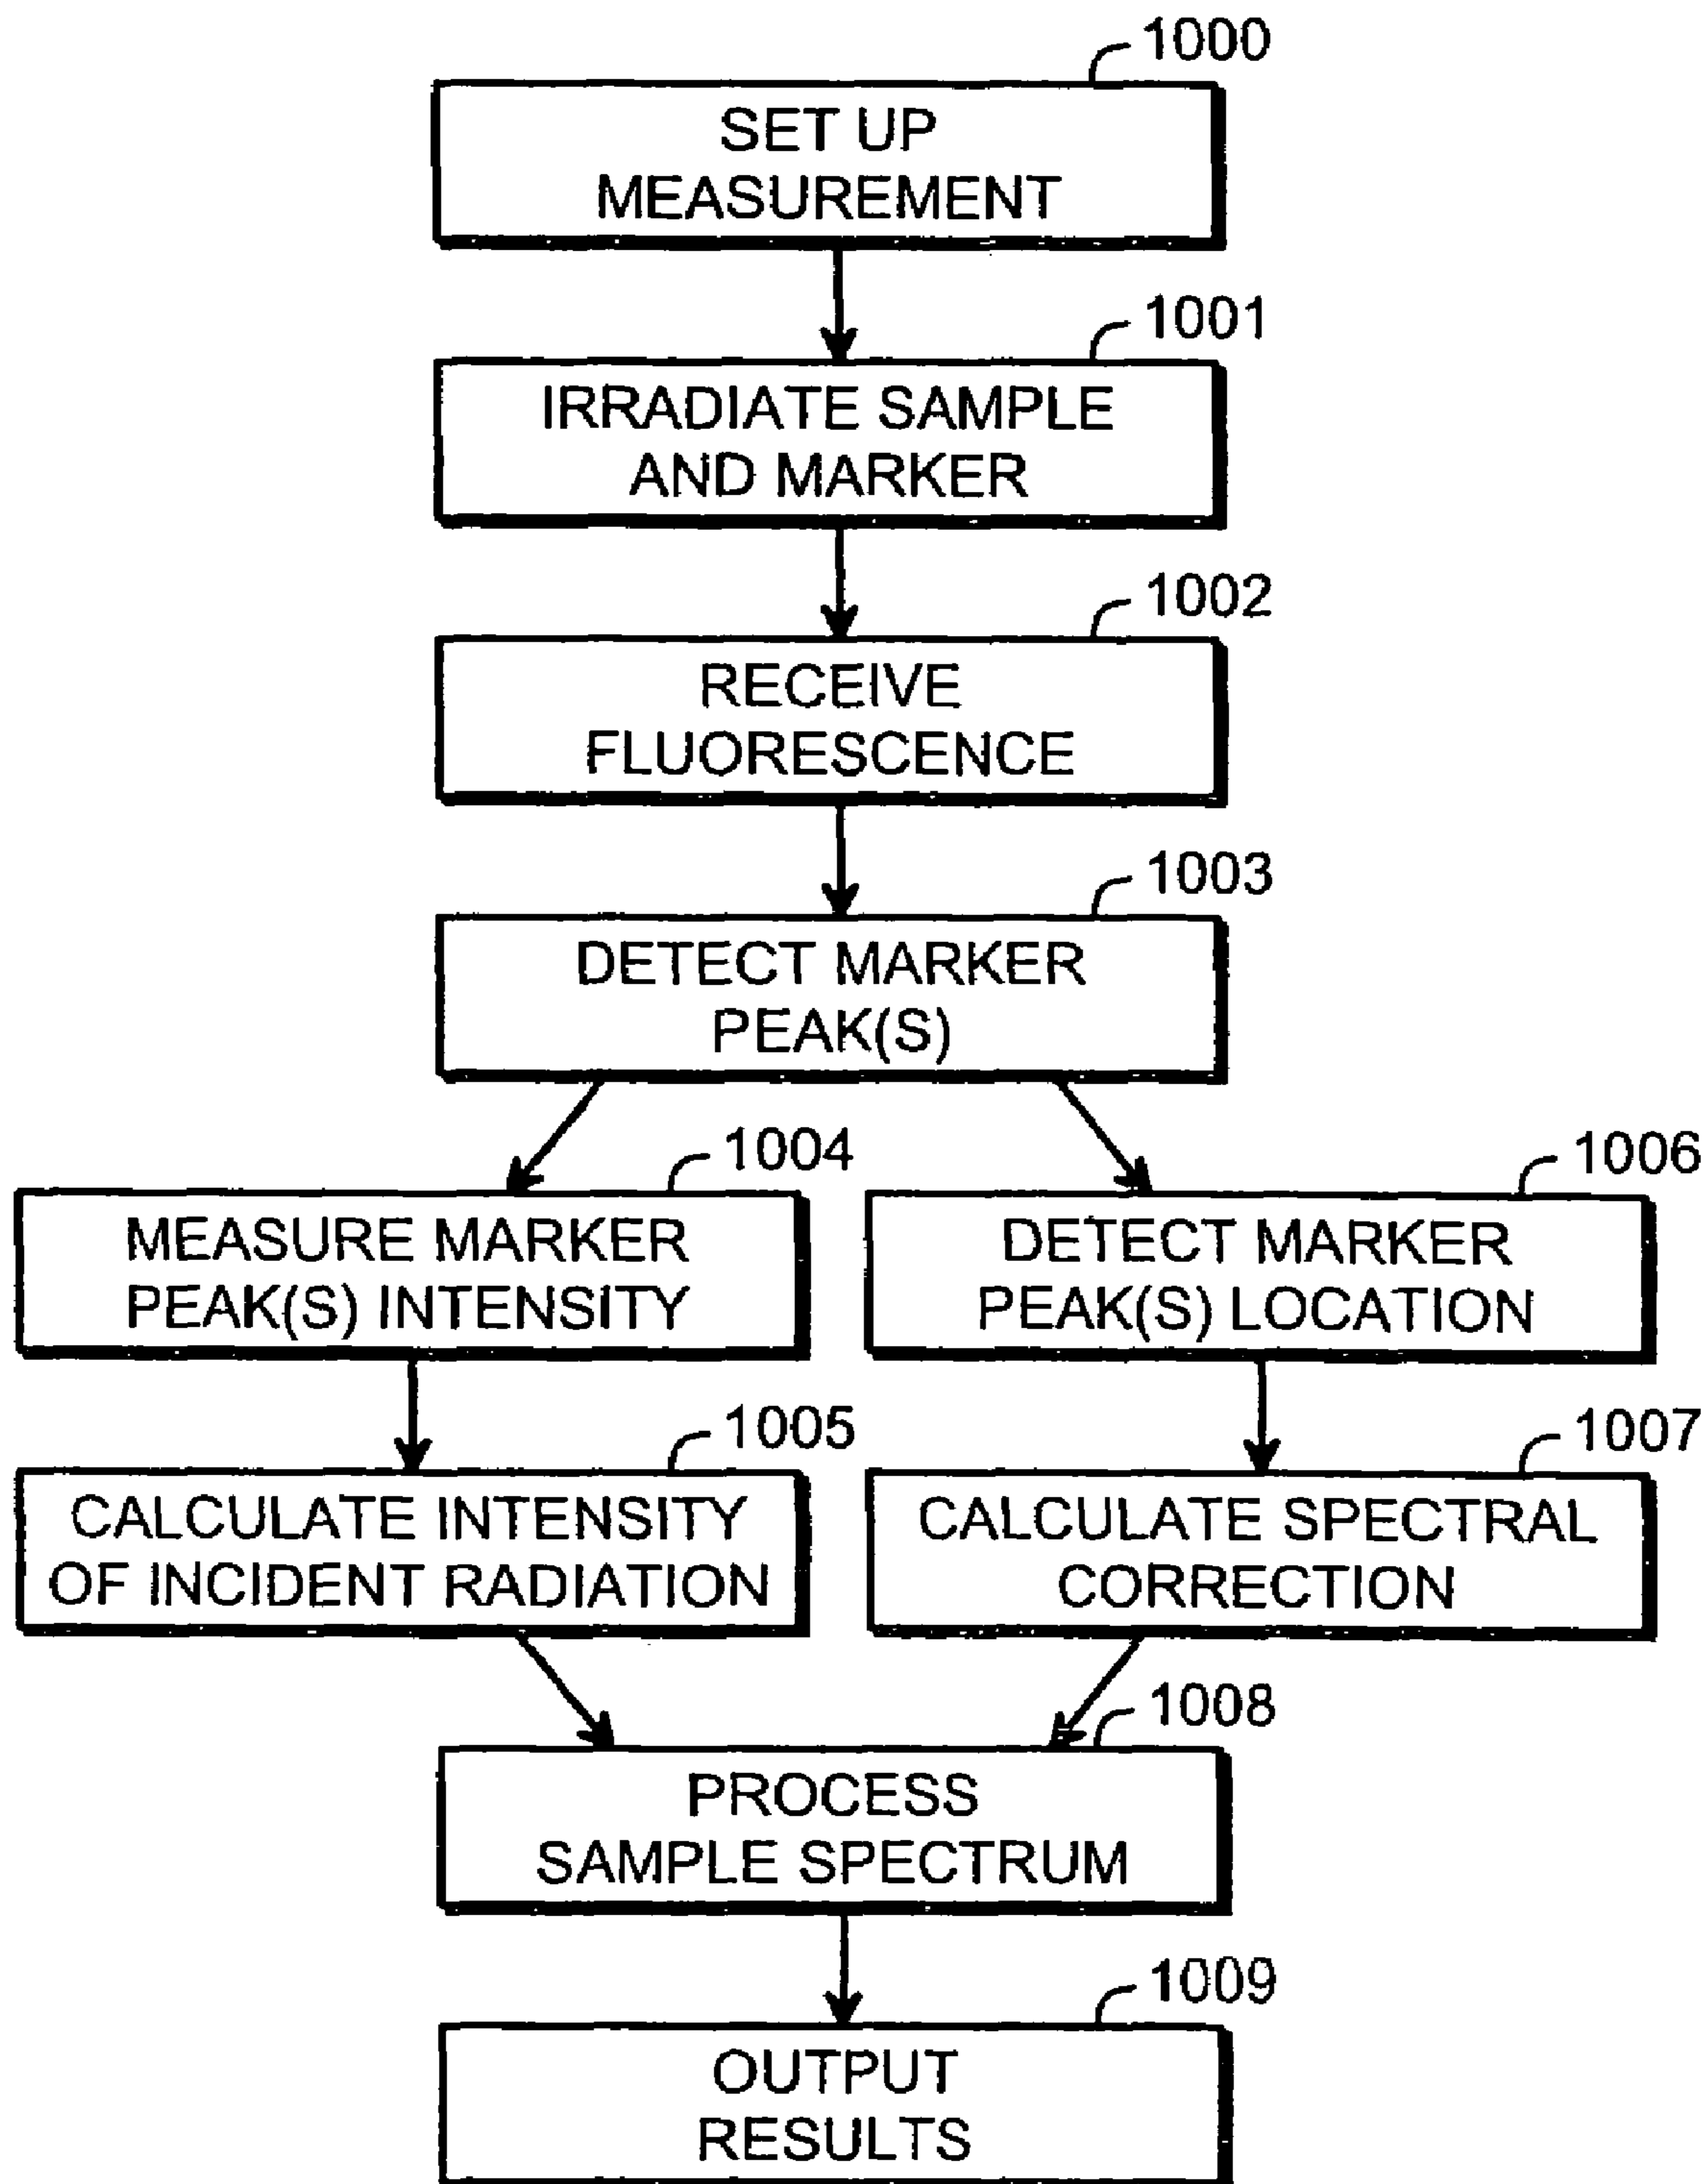 1000
SET UP
MEASUREMENT
1001
IRRADIATE SAMPLE
AND MARKER
1002
RECEIVE
FLUORESCENCE
1003
DETECT MARKER
PEAK(S)
1004
MEASURE MARKER
PEAK(S) INTENSITY
1006
DETECT MARKER
PEAK(S) LOCATION
1005
CALCULATE INTENSITY
OF INCIDENT RADIATION
1007
CALCULATE SPECTRAL
CORRECTION
1008
PROCESS
SAMPLE SPECTRUM
1009
OUTPUT
RESULTS